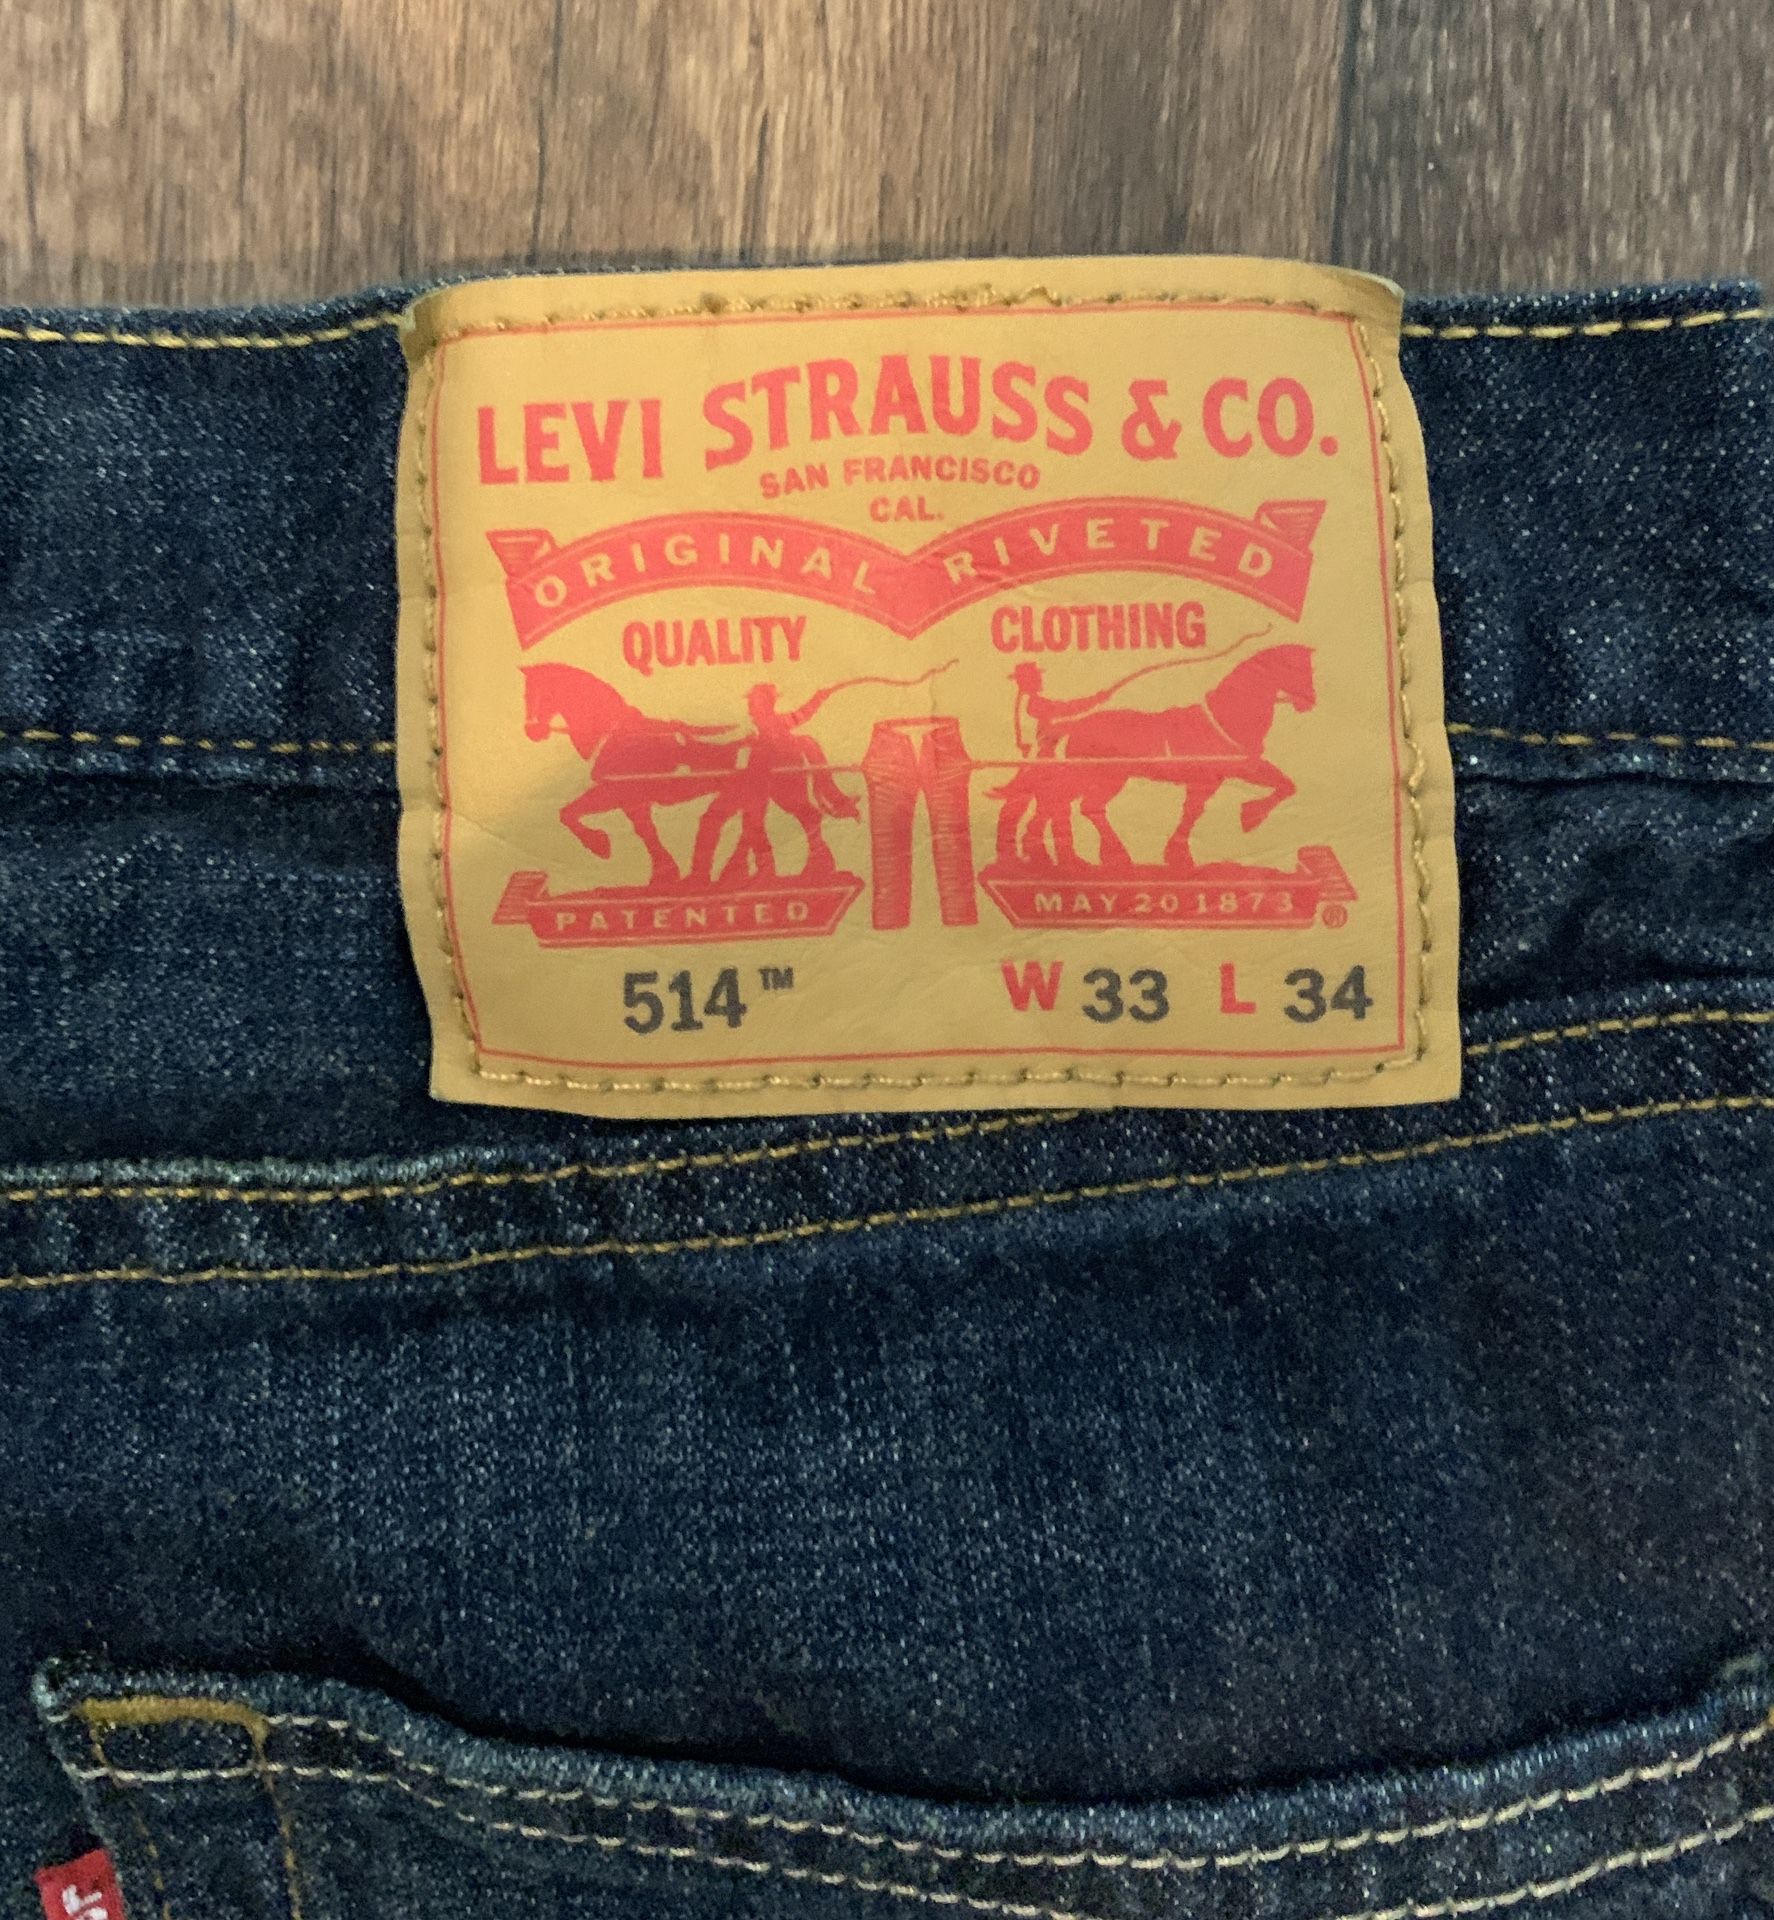 LEVI STRAUSS & CO.
SAN FRANCISCO
CAL.
ORIGINAL RIVETED
QUALITY CLOTHING
PATENTED MAY 20 1873 ®
514™ W 33 L 34